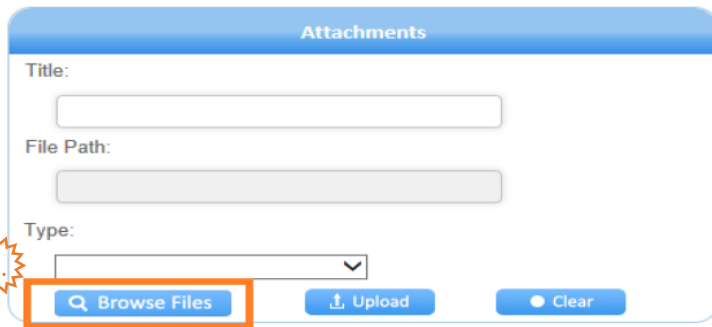 Attachments
Title:
File Path:
Type:
Browse Files
Upload
Clear